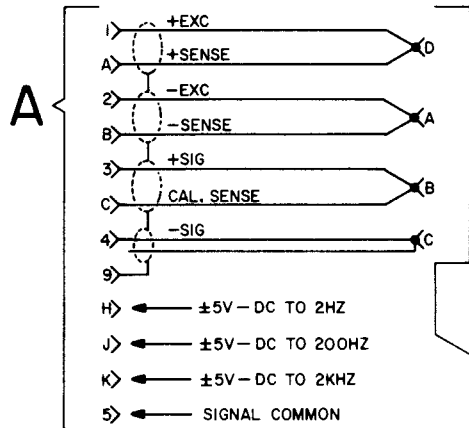 1 +EXC
D
A +SENSE
2 -EXC
A
A
B -SENSE
3 +SIG
B
C CAL. SENSE
4 -SIG
C
9
H ±5V-DC TO 2HZ
J ±5V-DC TO 200HZ
K ±5V-DC TO 2KHZ
5 SIGNAL COMMON